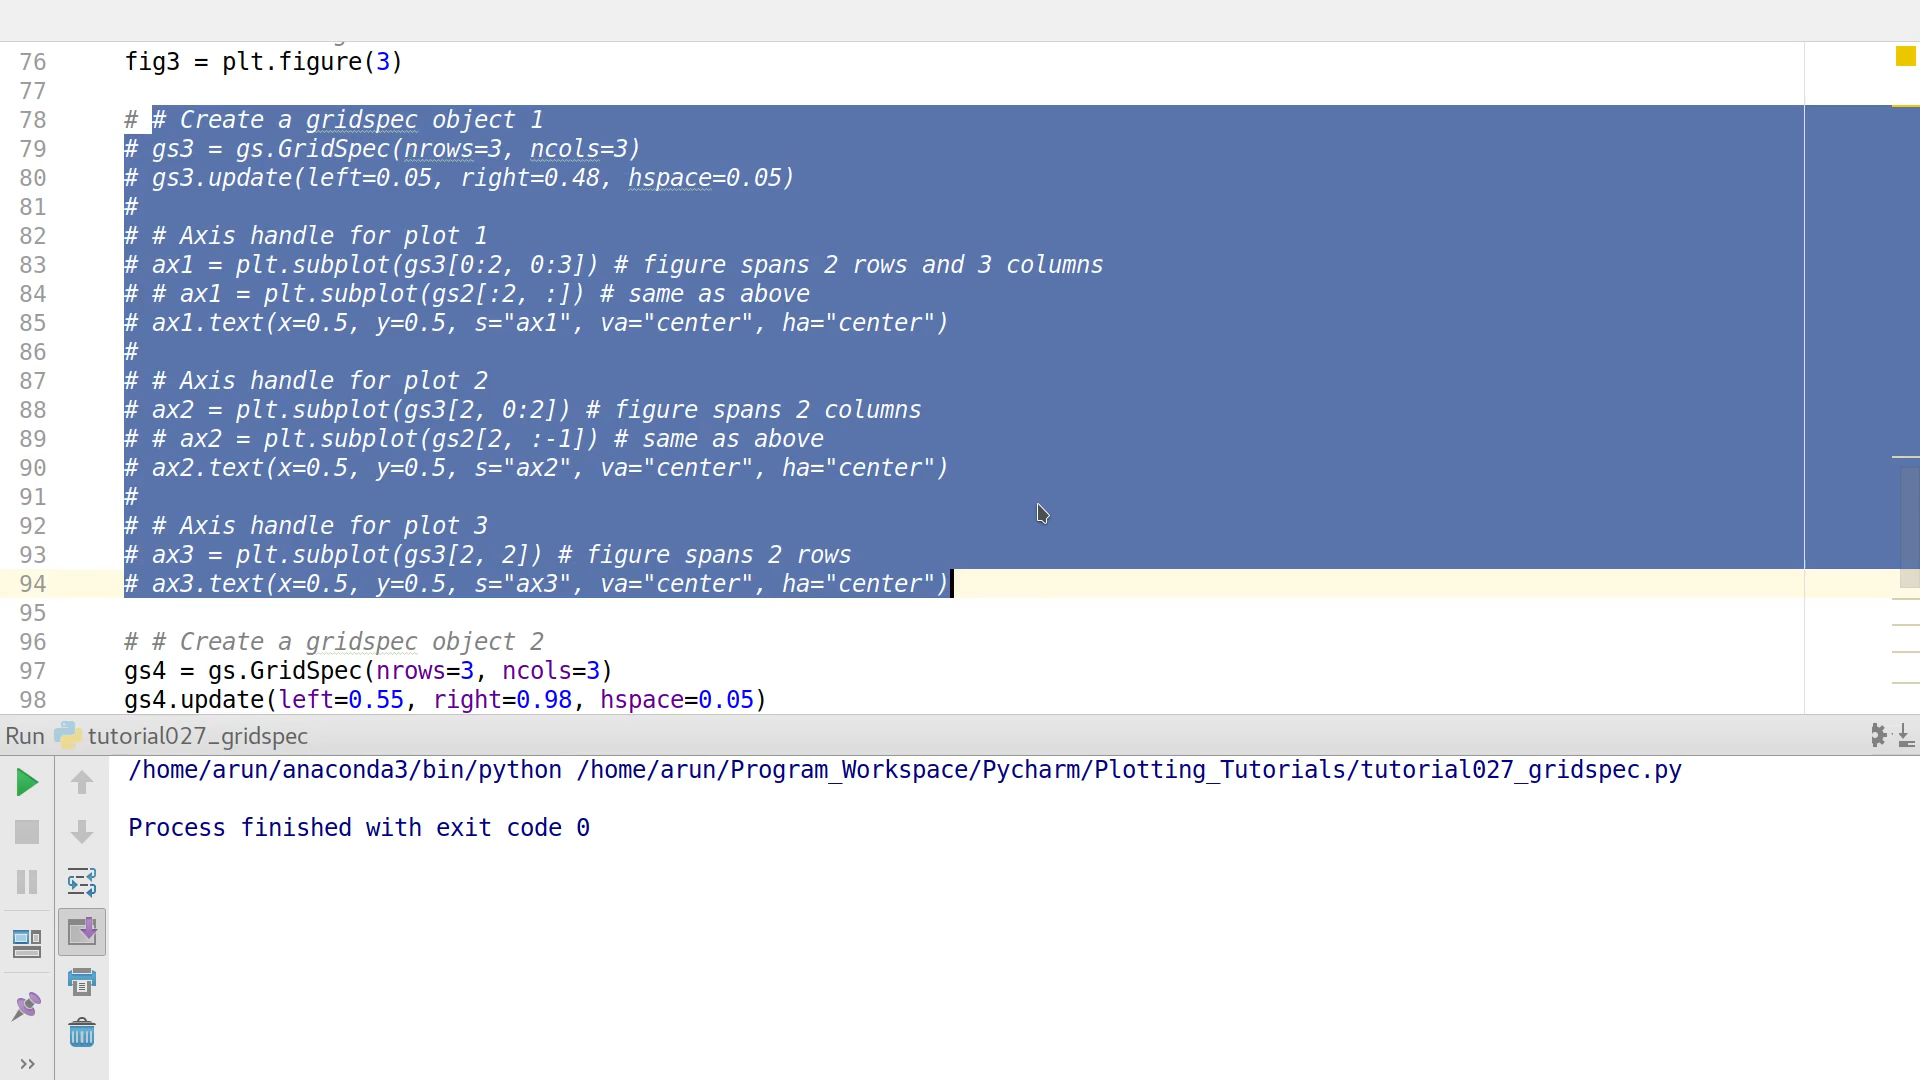 76 fig3 = plt.figure(3)
77
78 # # Create a gridspec object 1
79 # gs3 = gs.GridSpec(nrows=3, ncols=3)
80 # gs3.update(left=0.05, right=0.48, hspace=0.05)
81 #
82 # # Axis handle for plot 1
83 # ax1 = plt.subplot(gs3[0:2, 0:3]) # figure spans 2 rows and 3 columns
84 # # ax1 = plt.subplot(gs2[:2, :]) # same as above
85 # ax1.text(x=0.5, y=0.5, s="ax1", va="center", ha="center")
86 #
87 # # Axis handle for plot 2
88 # ax2 = plt.subplot(gs3[2, 0:2]) # figure spans 2 columns
89 # # ax2 = plt.subplot(gs2[2, :-1]) # same as above
90 # ax2.text(x=0.5, y=0.5, s="ax2", va="center", ha="center")
91 #
92 # # Axis handle for plot 3
93 # ax3 = plt.subplot(gs3[2, 2]) # figure spans 2 rows
94 # ax3.text(x=0.5, y=0.5, s="ax3", va="center", ha="center")
95
96 # # Create a gridspec object 2
97 gs4 = gs.GridSpec(nrows=3, ncols=3)
98 gs4.update(left=0.55, right=0.98, hspace=0.05)
Run tutorial027_gridspec
/home/arun/anaconda3/bin/python /home/arun/Program_Workspace/Pycharm/Plotting_Tutorials/tutorial027_gridspec.py
Process finished with exit code 0